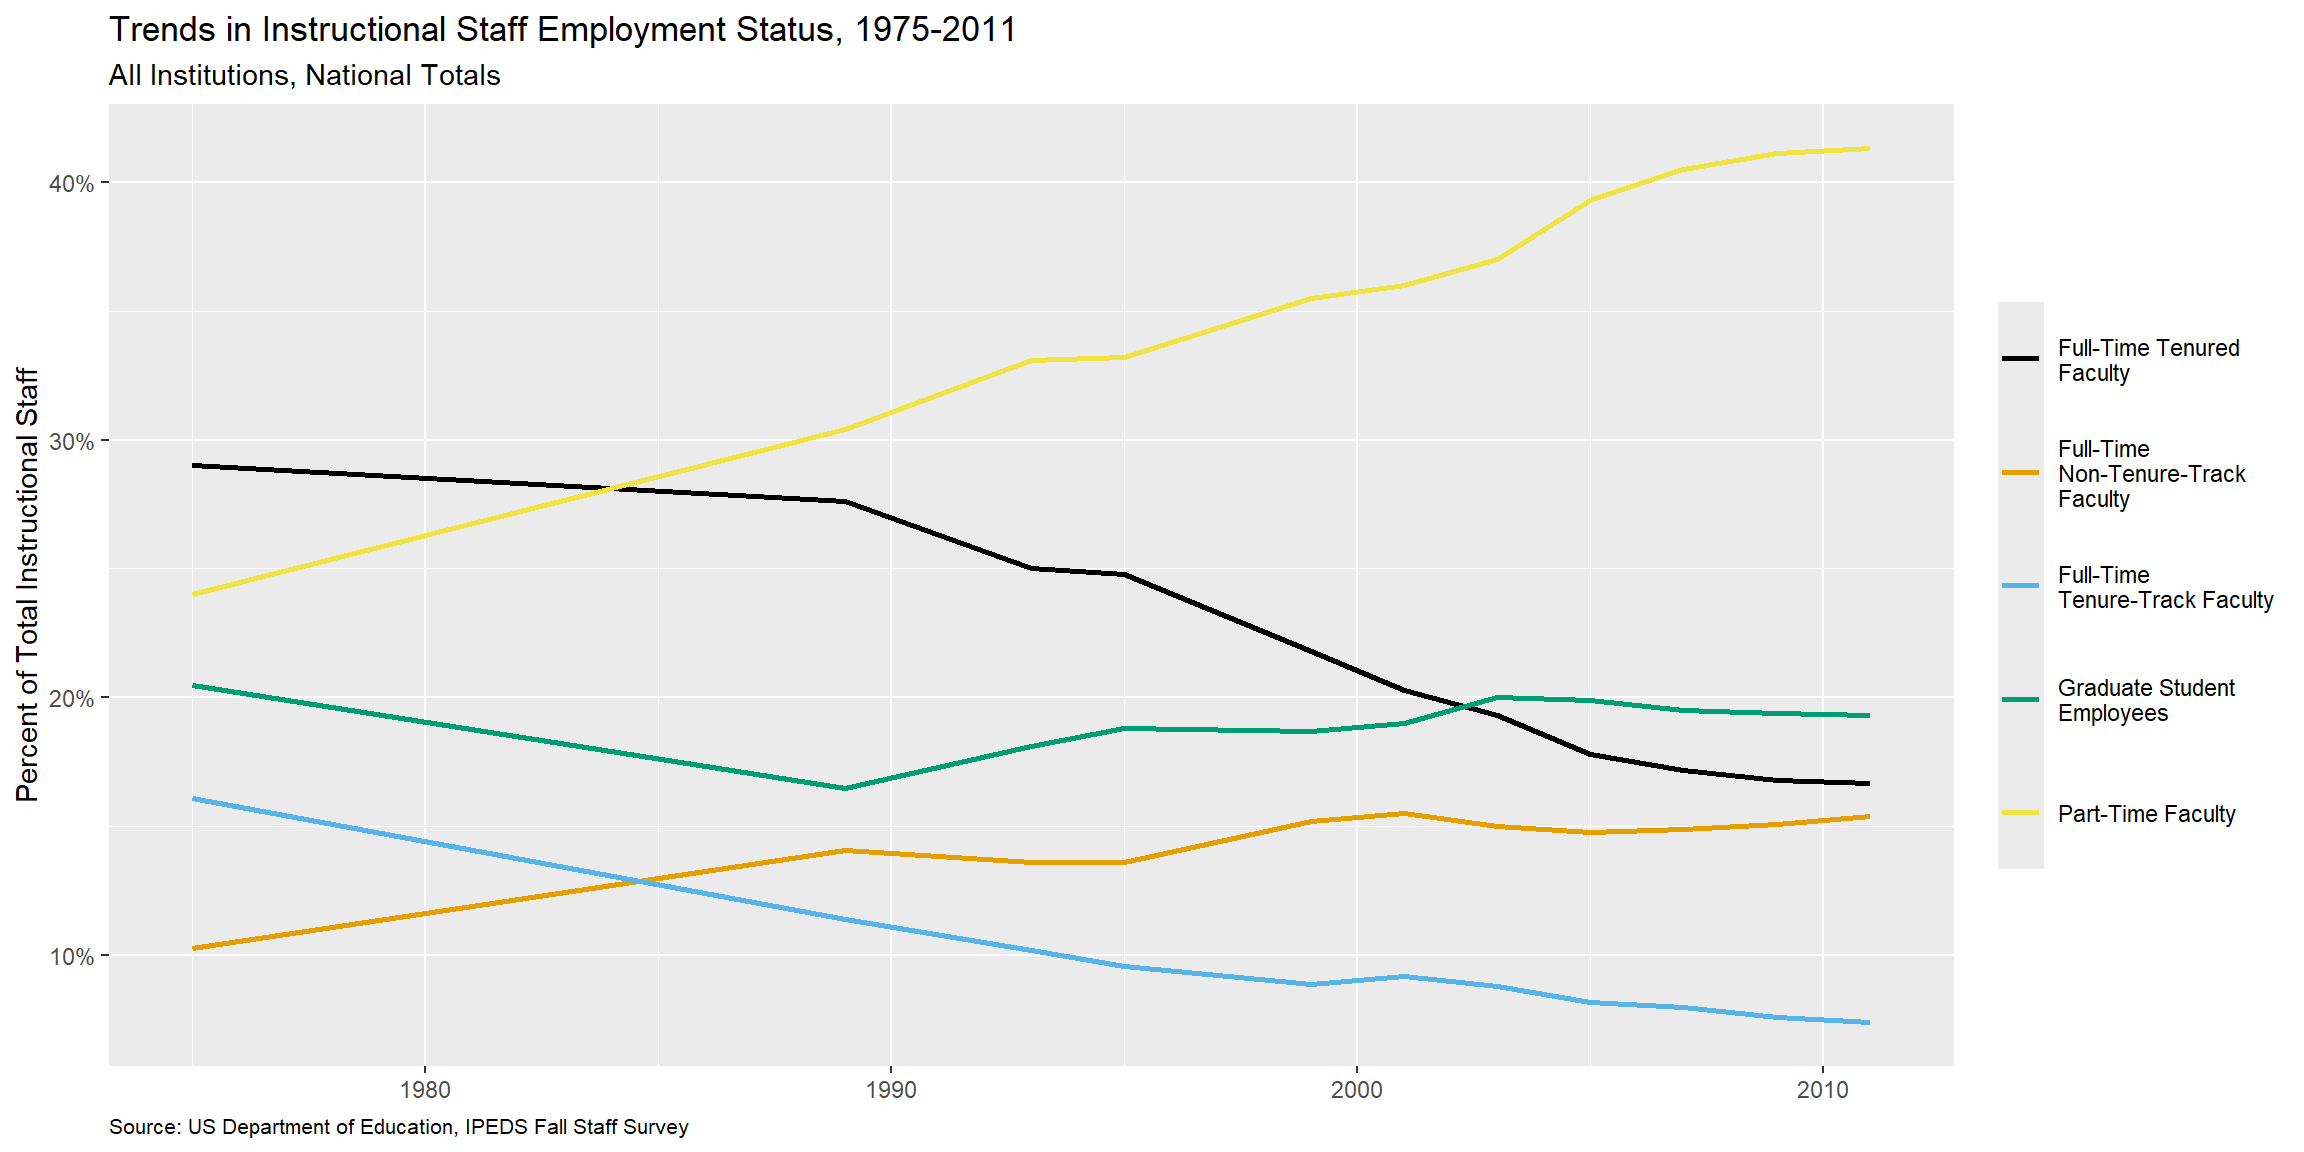 Trends in Instructional Staff Employment Status, 1975-2011
All Institutions, National Totals
Percent of Total Instructional Staff
40%
30%
20%
10%
1980
1990
2000
2010
Full-Time Tenured
Faculty
Full-Time
Non-Tenure-Track
Faculty
Full-Time
Tenure-Track Faculty
Graduate Student
Employees
Part-Time Faculty
Source: US Department of Education, IPEDS Fall Staff Survey